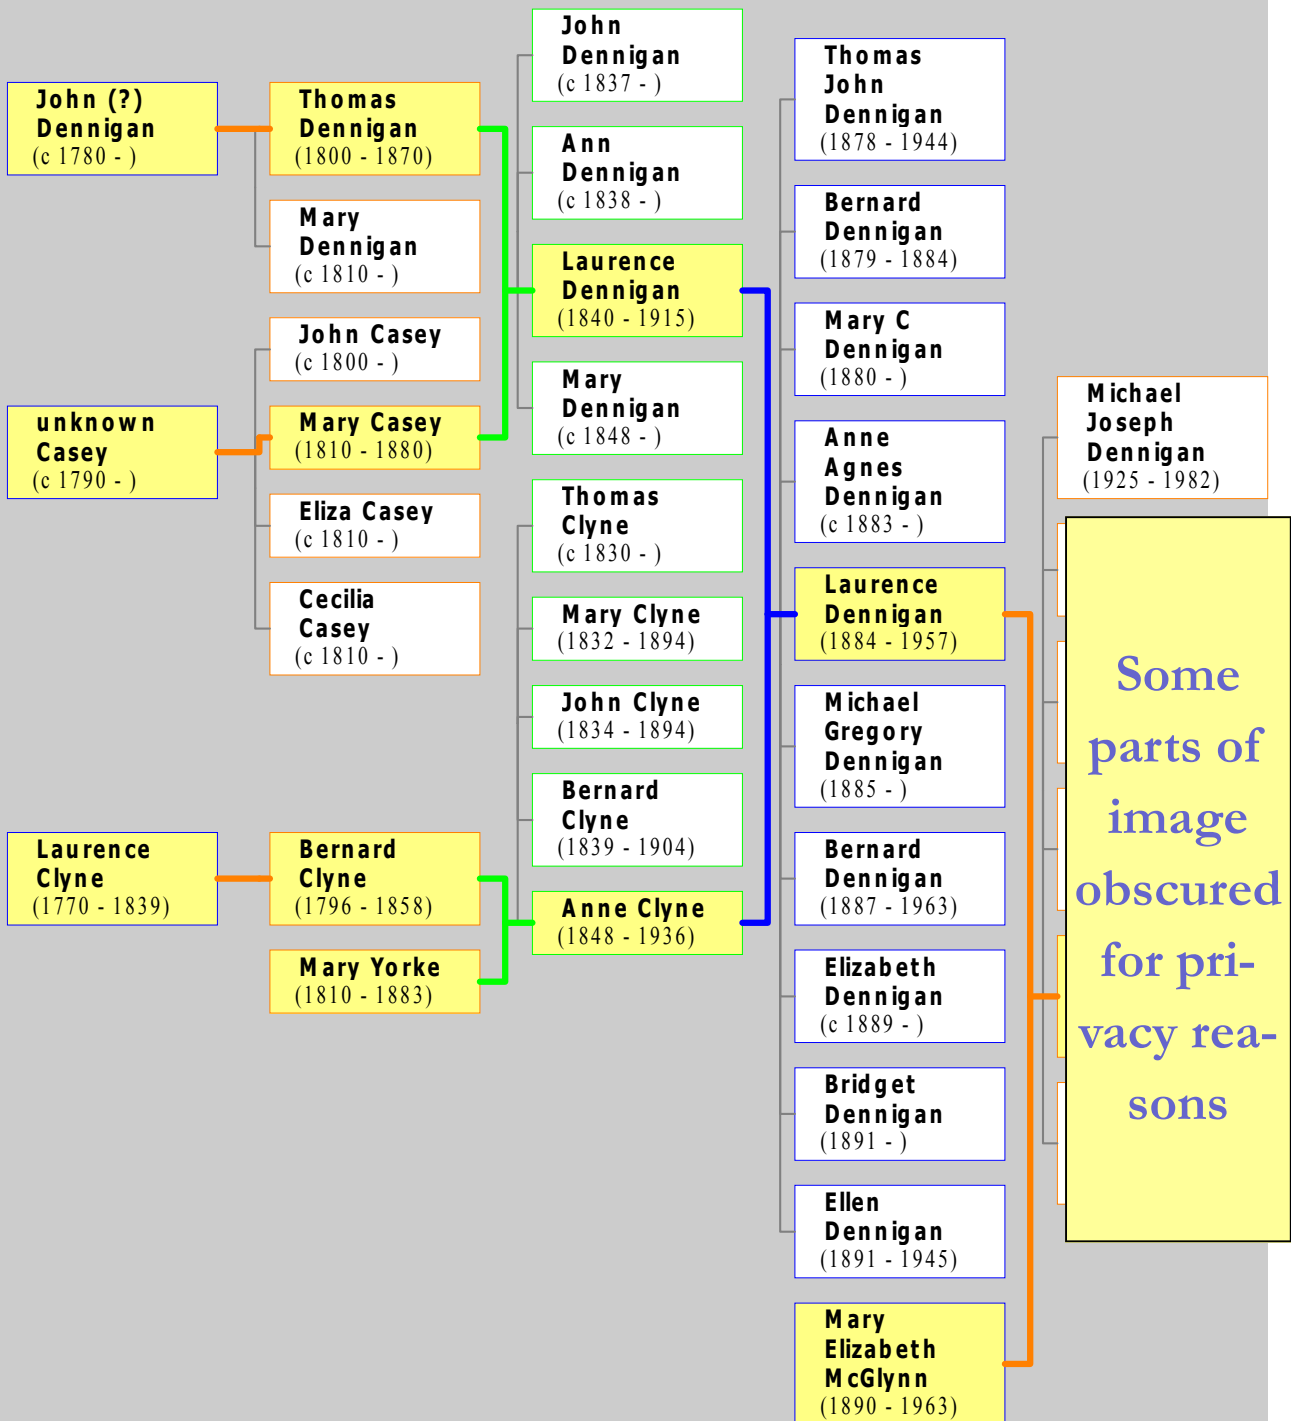 John (?)
Dennigan
(c 1780 - )
unknown
Casey
(c 1790 - )
Laurence
Clyne
(1770 - 1839)
Thomas
Dennigan
(1800 - 1870)
Mary
Dennigan
(c 1810 - )
John Casey
(c 1800 - )
Mary Casey
(1810 - 1880)
Eliza Casey
(c 1810 - )
Cecilia
Casey
(c 1810 - )
Bernard
Clyne
(1796 - 1858)
Mary Yorke
(1810 - 1883)
John
Dennigan
(c 1837 - )
Ann
Dennigan
(c 1838 - )
Laurence
Dennigan
(1840 - 1915)
Mary
Dennigan
(c 1848 - )
Thomas
Clyne
(c 1830 - )
Mary Clyne
(1832 - 1894)
John Clyne
(1834 - 1894)
Bernard
Clyne
(1839 - 1904)
Anne Clyne
(1848 - 1936)
Thomas
John
Dennigan
(1878 - 1944)
Bernard
Dennigan
(1879 - 1884)
Mary C
Dennigan
(1880 - )
Anne
Agnes
Dennigan
(c 1883 - )
Laurence
Dennigan
(1884 - 1957)
Michael
Gregory
Dennigan
(1885 - )
Bernard
Dennigan
(1887 - 1963)
Elizabeth
Dennigan
(c 1889 - )
Bridget
Dennigan
(1891 - )
Ellen
Dennigan
(1891 - 1945)
Mary
Elizabeth
McGlynn
(1890 - 1963)
Michael
Joseph
Dennigan
(1925 - 1982)
Some
parts of
image
obscured
for pri-
vacy rea-
sons